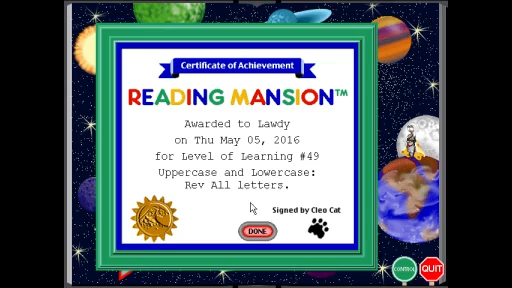 Certificate of Achievement
READING MANSION™
Awarded to Lawdy
on Thu May 05, 2016
for Level of Learning #49
Uppercase and Lowercase:
Rev All letters.
Signed by Cleo Cat
DONE
CONTROL
QUIT